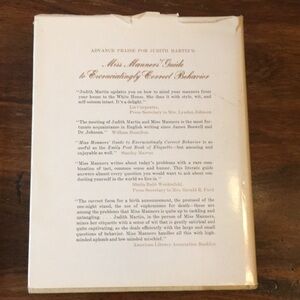 ADVANCE PRAISE FOR JUDITH MARTIN'S
Miss Manners' Guide
to Excruciatingly Correct Behavior
"Judith Martin updates you on how to mind your manners from
your house to the White House. She does it with style, wit, and
self esteem intact. It's a delight."
Liz Carpenter,
Press Secretary to Mrs. Lyndon Johnson
"The meeting of Judith Martin and Miss Manners is the most for-
tunate acquaintance in English writing since James Boswell and
Dr. Johnson." William Hamilton
"Miss Manners' Guide to Excruciatingly Correct Behavior is as
useful as the Emily Post Book of Etiquette—but amusing and
enjoyable as well."
"Miss Manners writes about today's problems with a rare com-
bination of tact, common sense and humor. This literate guide
answers almost every question you would want to ask about con-
ducting yourself in the world we live in."
Sheila Rabb Weidenfeld,
Press Secretary to Mrs. Gerald R. Ford
"The correct form for a birth announcement, the protocol of the
one-night stand, the use of euphemisms for death—these are
among the problems that Miss Manners is quite up to tackling and
untangling. Judith Martin, in the person of Miss Manners,
mixes her etiquette with a sense of wit that is greatly satirical and
quite captivating, as she deals efficiently with the large and small
questions of behavior. Miss Manners handles all this with high-
minded aplomb and low minded mischief."
American Library Association Booklist